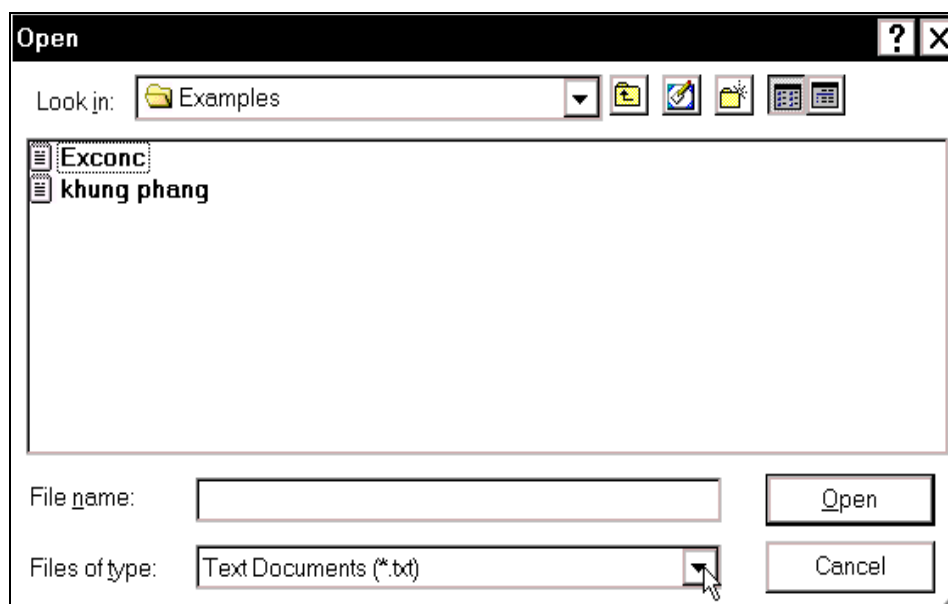 Open
Look in: Examples
Exconc
khung phang
File name:
Open
Files of type: Text Documents (*.txt)
Cancel